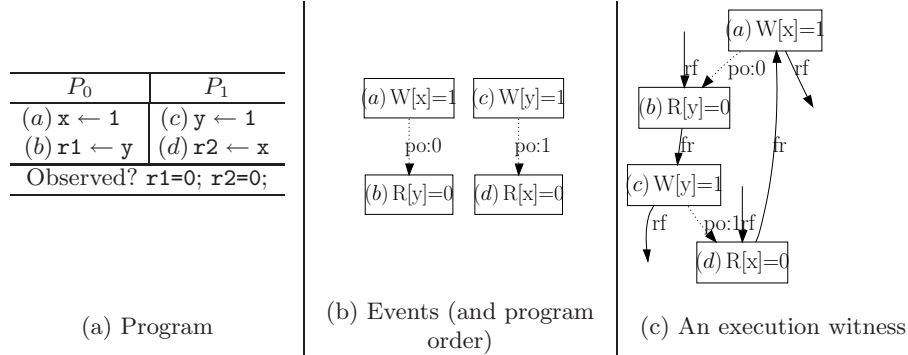 P0 P1
(a) x ← 1 (c) y ← 1
(b) r1 ← y (d) r2 ← x
Observed? r1=0; r2=0;
(a) Program
(a) W[x]=1 (c) W[y]=1
po:0 po:1
(b) R[y]=0 (d) R[x]=0
(b) Events (and program
order)
(a) W[x]=1
rf po:0 rf
(b) R[y]=0
fr fr
(c) W[y]=1
rf po:1 rf
(d) R[x]=0
(c) An execution witness